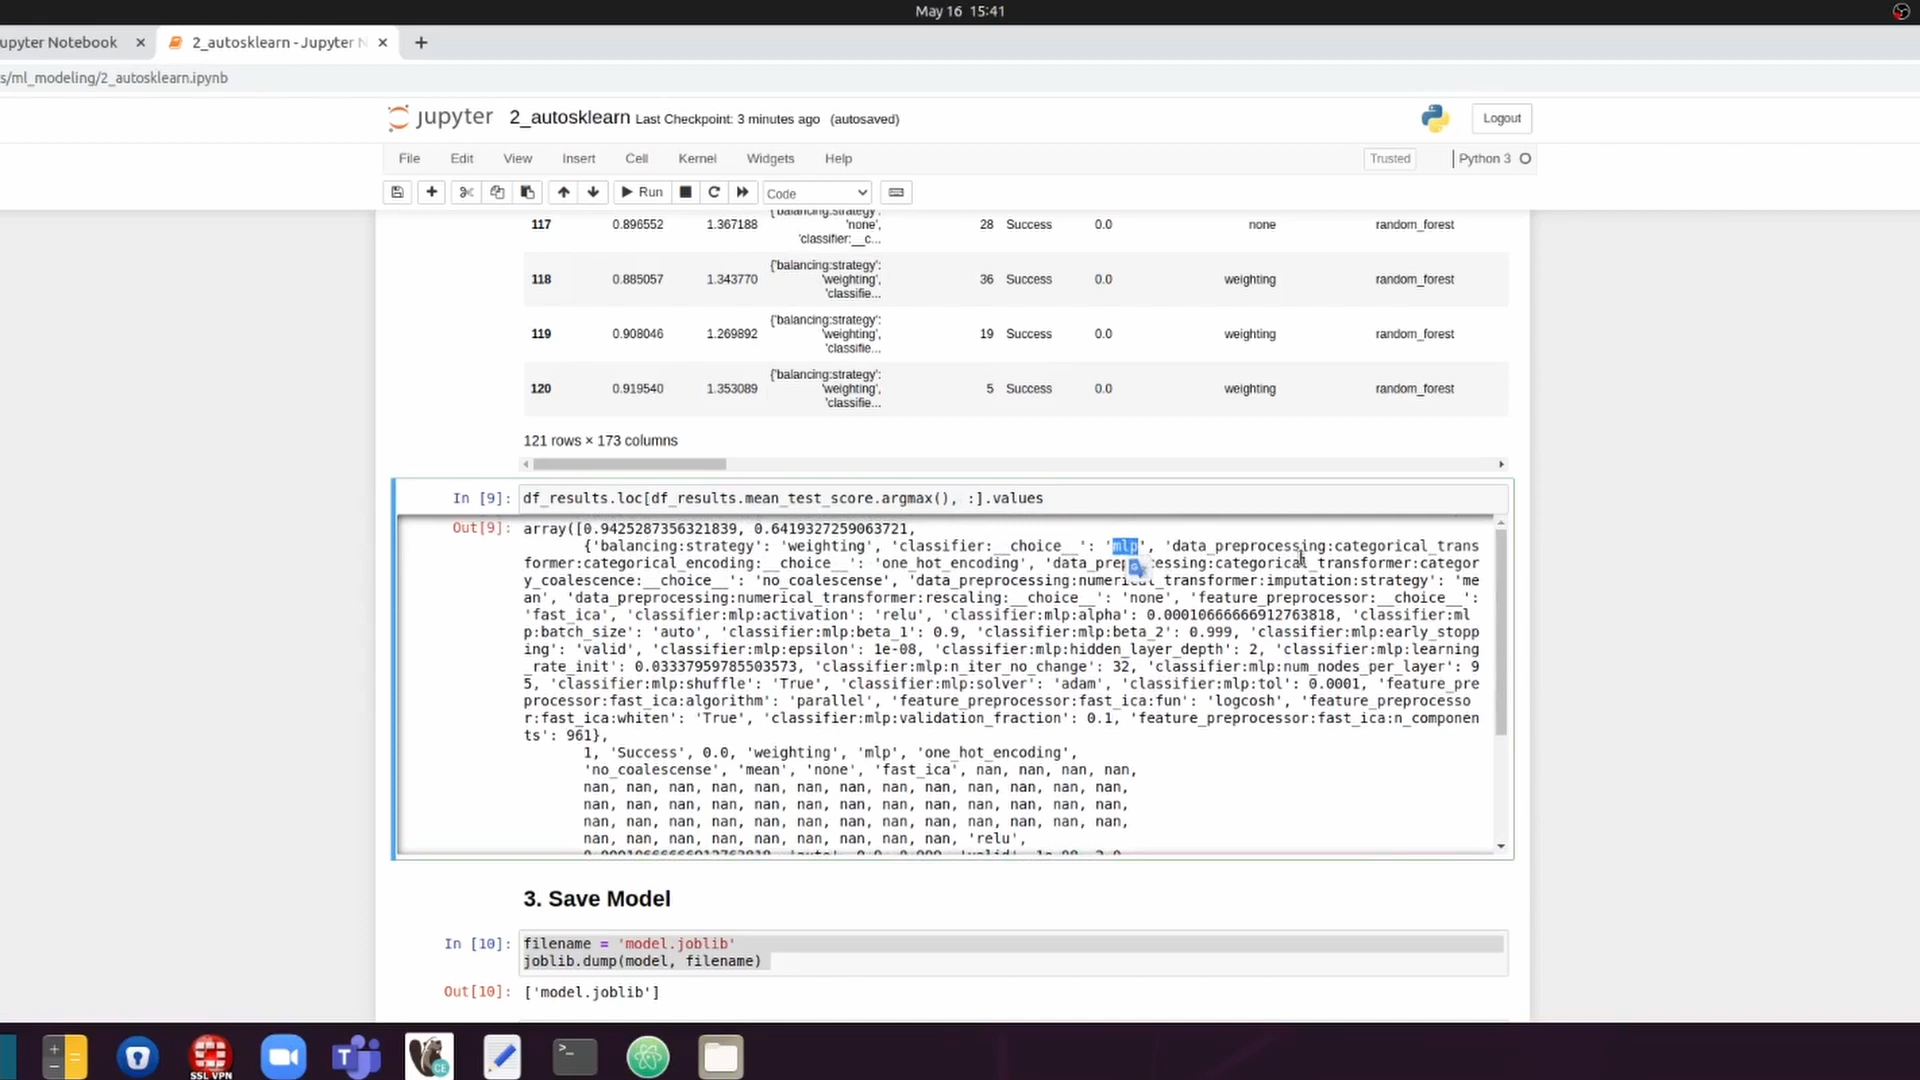 May 16 15:41
upyter Notebook
2_autosklearn - Jupyter N
s/ml_modeling/2_autosklearn.ipynb
jupyter 2_autosklearn Last Checkpoint: 3 minutes ago (autosaved)
Logout
File Edit View Insert Cell Kernel Widgets Help
Trusted Python 3
Run Code
{'balancing:strategy':
117 0.896552 1.367188 'none', 28 Success 0.0 none random_forest
'classifier:__c...
{'balancing:strategy':
118 0.885057 1.343770 'weighting', 36 Success 0.0 weighting random_forest
'classifie...
{'balancing:strategy':
119 0.908046 1.269892 'weighting', 19 Success 0.0 weighting random_forest
'classifie...
{'balancing:strategy':
120 0.919540 1.353089 'weighting', 5 Success 0.0 weighting random_forest
'classifie...
121 rows × 173 columns
In [9]: df_results.loc[df_results.mean_test_score.argmax(), :].values
Out[9]: array([0.9425287356321839, 0.6419327259063721,
{'balancing:strategy': 'weighting', 'classifier:__choice__': 'mlp', 'data_preprocessing:categorical_trans
former:categorical_encoding:__choice__': 'one_hot_encoding', 'data_preprocessing:categorical_transformer:categor
y_coalescence:__choice__': 'no_coalescense', 'data_preprocessing:numerical_transformer:imputation:strategy': 'me
an', 'data_preprocessing:numerical_transformer:rescaling:__choice__': 'none', 'feature_preprocessor:__choice__':
'fast_ica', 'classifier:mlp:activation': 'relu', 'classifier:mlp:alpha': 0.00010666666912763818, 'classifier:ml
p:batch_size': 'auto', 'classifier:mlp:beta_1': 0.9, 'classifier:mlp:beta_2': 0.999, 'classifier:mlp:early_stopp
ing': 'valid', 'classifier:mlp:epsilon': 1e-08, 'classifier:mlp:hidden_layer_depth': 2, 'classifier:mlp:learning
_rate_init': 0.03337959785503573, 'classifier:mlp:n_iter_no_change': 32, 'classifier:mlp:num_nodes_per_layer': 9
5, 'classifier:mlp:shuffle': 'True', 'classifier:mlp:solver': 'adam', 'classifier:mlp:tol': 0.0001, 'feature_pre
processor:fast_ica:algorithm': 'parallel', 'feature_preprocessor:fast_ica:fun': 'logcosh', 'feature_preprocesso
r:fast_ica:whiten': 'True', 'classifier:mlp:validation_fraction': 0.1, 'feature_preprocessor:fast_ica:n_componen
ts': 961},
1, 'Success', 0.0, 'weighting', 'mlp', 'one_hot_encoding',
'no_coalescense', 'mean', 'none', 'fast_ica', nan, nan, nan, nan,
nan, nan, nan, nan, nan, nan, nan, nan, nan, nan, nan, nan, nan,
nan, nan, nan, nan, nan, nan, nan, nan, nan, nan, nan, nan, nan,
nan, nan, nan, nan, nan, nan, nan, nan, nan, nan, nan, nan, nan,
nan, nan, nan, nan, nan, nan, nan, nan, nan, 'relu',
3. Save Model
In [10]: filename = 'model.joblib'
joblib.dump(model, filename)
Out[10]: ['model.joblib']
SSL VPN
CE